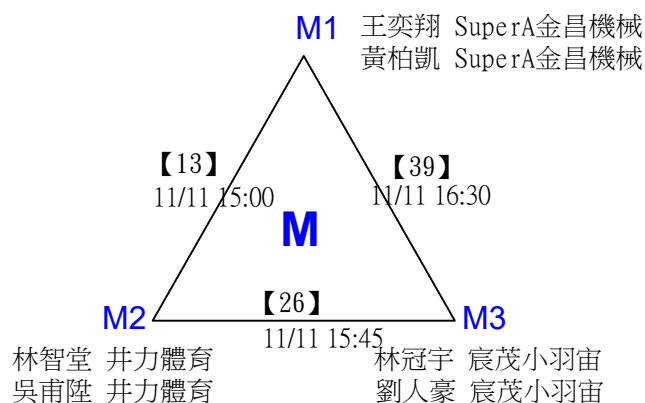 M1
王奕翔 SuperA金昌機械
黃柏凱 SuperA金昌機械
【13】
11/11 15:00
【39】
11/11 16:30
M
【26】
11/11 15:45
M2
M3
林智堂 井力體育
吳甫陞 井力體育
林冠宇 宸茂小羽宙
劉人豪 宸茂小羽宙